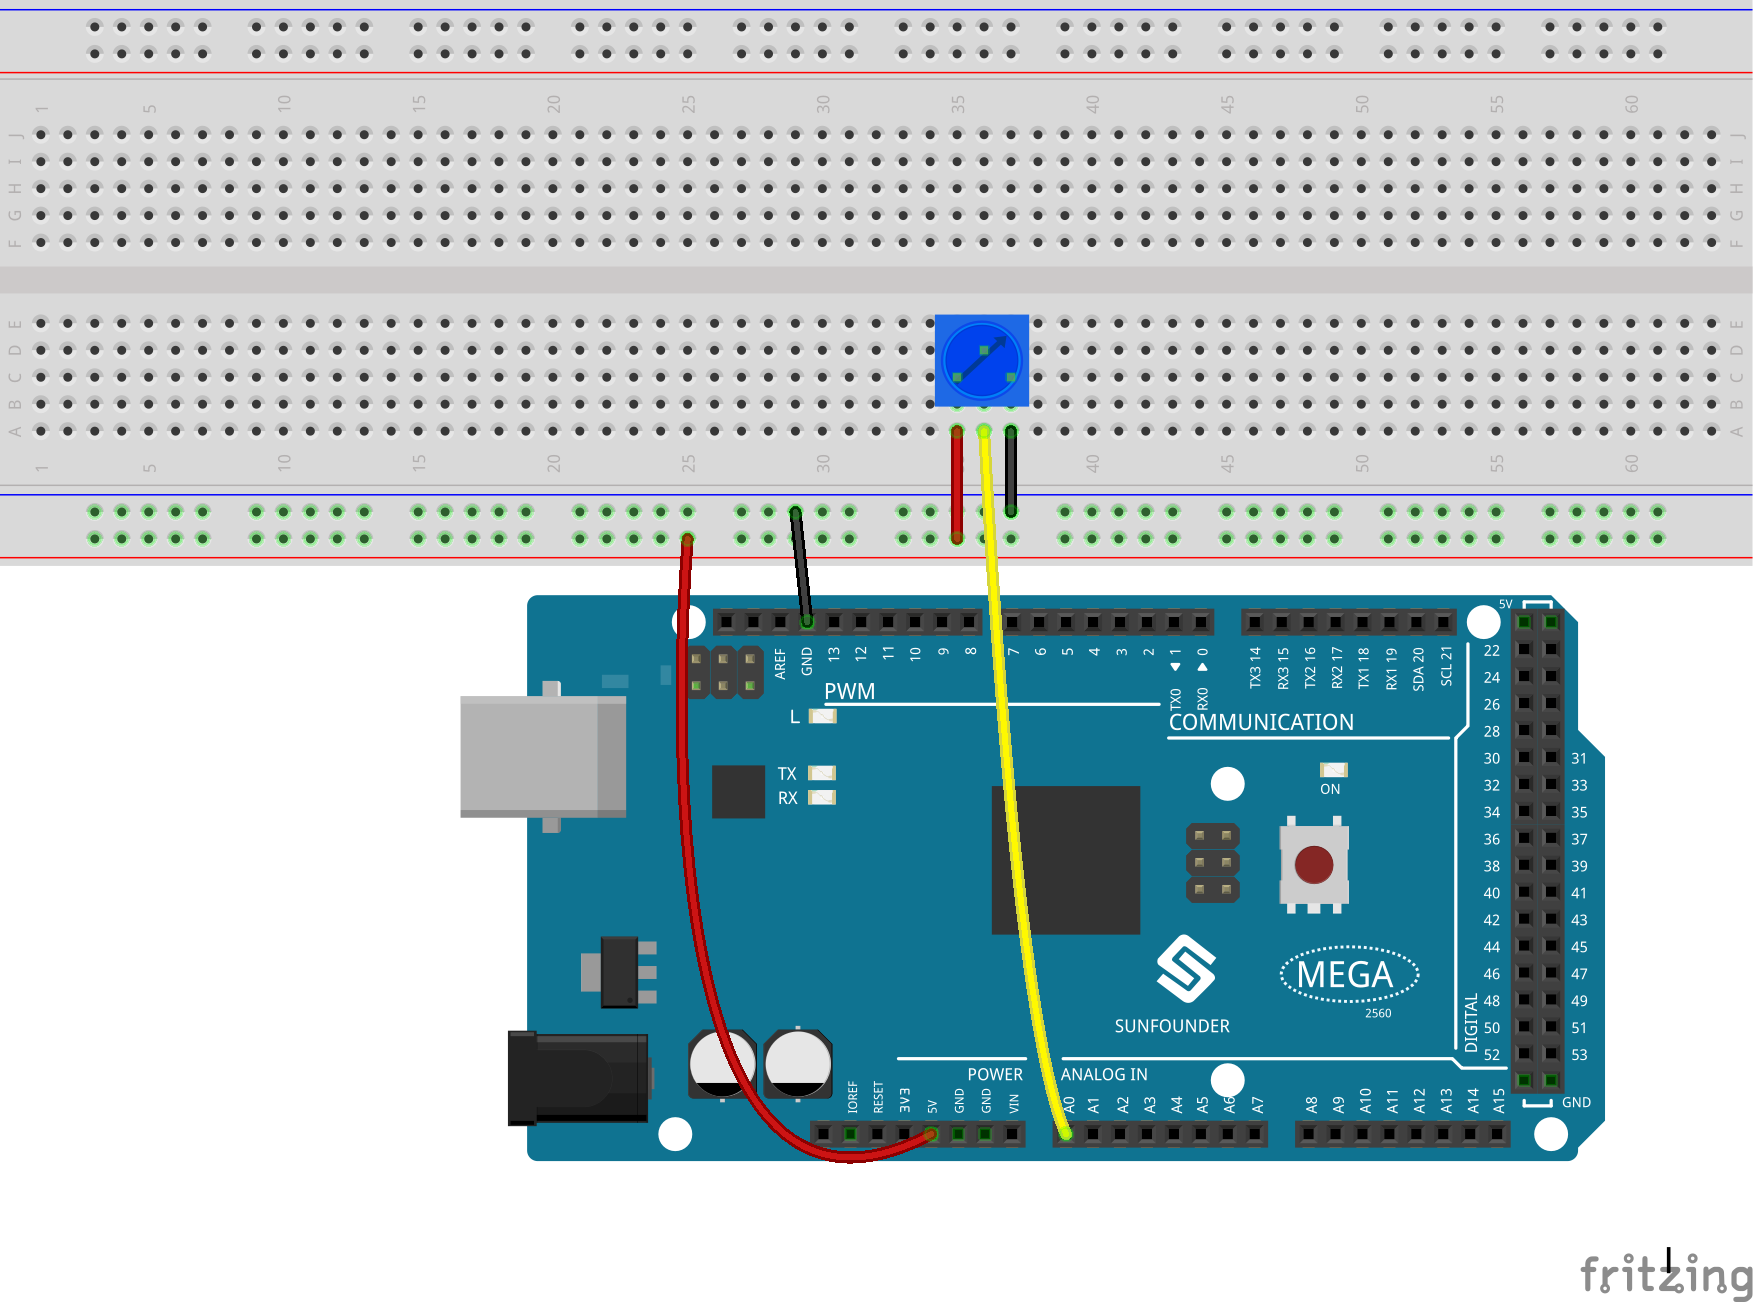 1 5 10 15 20 25 30 35 40 45 50 55 60
J J
I I
H H
G G
F F
E E
D D
C C
B B
A A
1 5 10 15 20 25 30 35 40 45 50 55 60
5V
AREF GND 13 12 11 10 9 8 7 6 5 4 3 2 1 0 TX3 14 RX3 15 TX2 16 RX2 17 TX1 18 RX1 19 SDA 20 SCL 21
TX0 RX0
PWM
L
COMMUNICATION
TX
RX
ON
22
24
26
28
30 31
32 33
34 35
36 37
38 39
40 41
42 43
44 45
46 47
48 49
50 51
52 53
DIGITAL
MEGA
2560
SUNFOUNDER
POWER ANALOG IN
IOREF RESET 3V3 5V GND GND VIN A0 A1 A2 A3 A4 A5 A6 A7 A8 A9 A10 A11 A12 A13 A14 A15
GND
fritzing